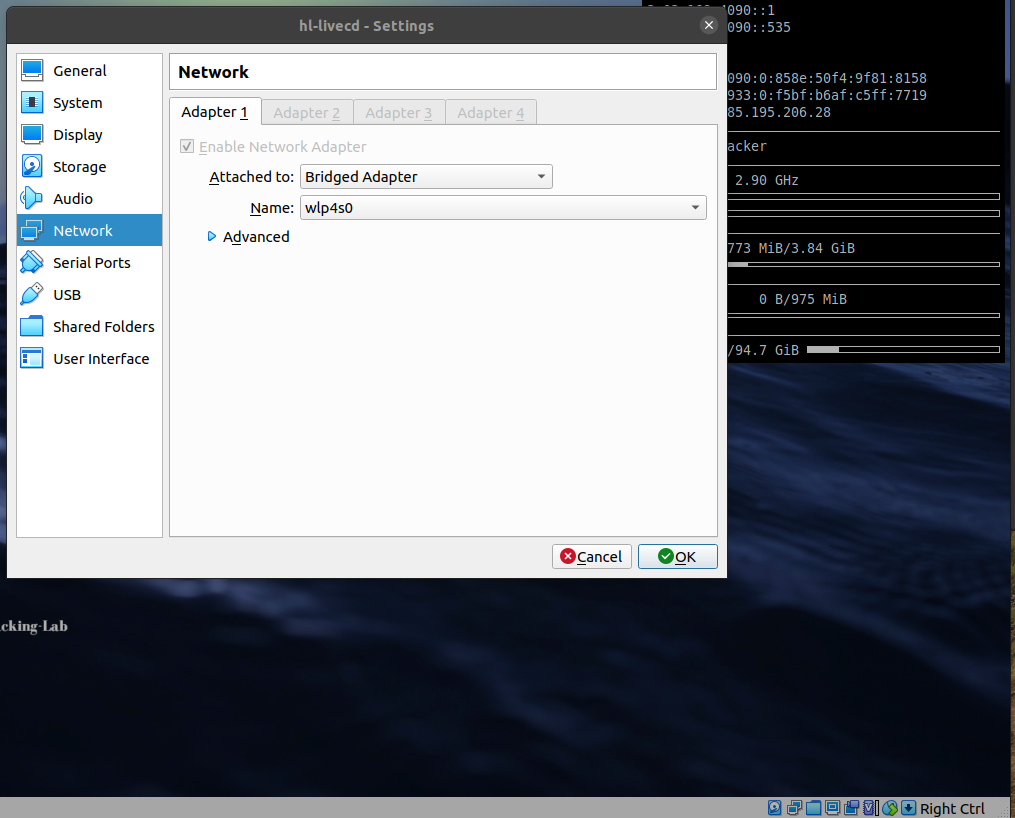 hl-livecd - Settings
General
System
Display
Storage
Audio
Network
Serial Ports
USB
Shared Folders
User Interface
Network
Adapter 1
Adapter 2
Adapter 3
Adapter 4
Enable Network Adapter
Attached to: Bridged Adapter
Name: wlp4s0
Advanced
Cancel
OK
4090::1
090::535
090:0:858e:50f4:9f81:8158
933:0:f5bf:b6af:c5ff:7719
85.195.206.28
acker
2.90 GHz
773 MiB/3.84 GiB
0 B/975 MiB
/94.7 GiB
cking-Lab
Right Ctrl